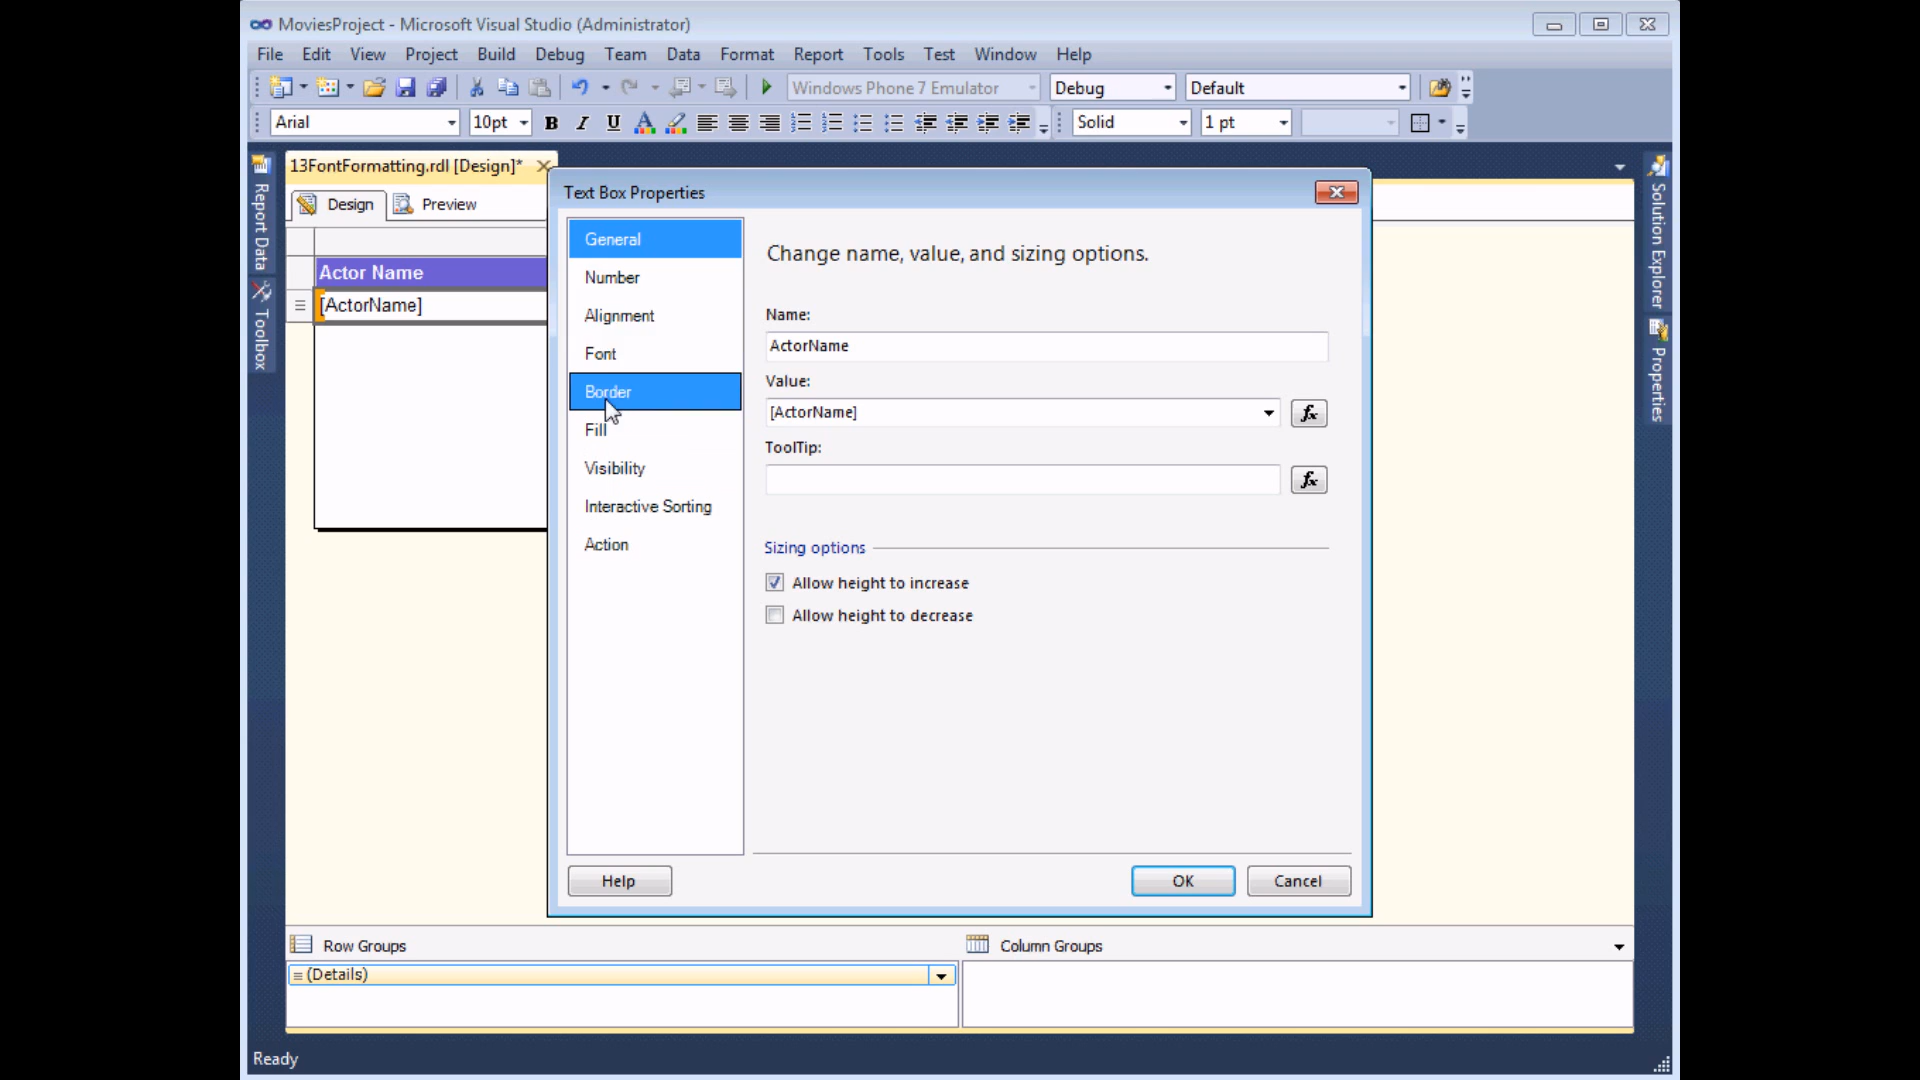 MoviesProject - Microsoft Visual Studio (Administrator)
File Edit View Project Build Debug Team Data Format Report Tools Test Window Help
Windows Phone 7 Emulator Debug Default
Arial 10pt B I U A Solid 1 pt
13FontFormatting.rdl [Design]*
Design Preview
Report Data
Toolbox
Actor Name
[ActorName]
Text Box Properties
General
Number
Alignment
Font
Border
Fill
Visibility
Interactive Sorting
Action
Change name, value, and sizing options.
Name:
ActorName
Value:
[ActorName] fx
ToolTip:
fx
Sizing options
Allow height to increase
Allow height to decrease
Help OK Cancel
Solution Explorer
Properties
Row Groups Column Groups
(Details)
Ready